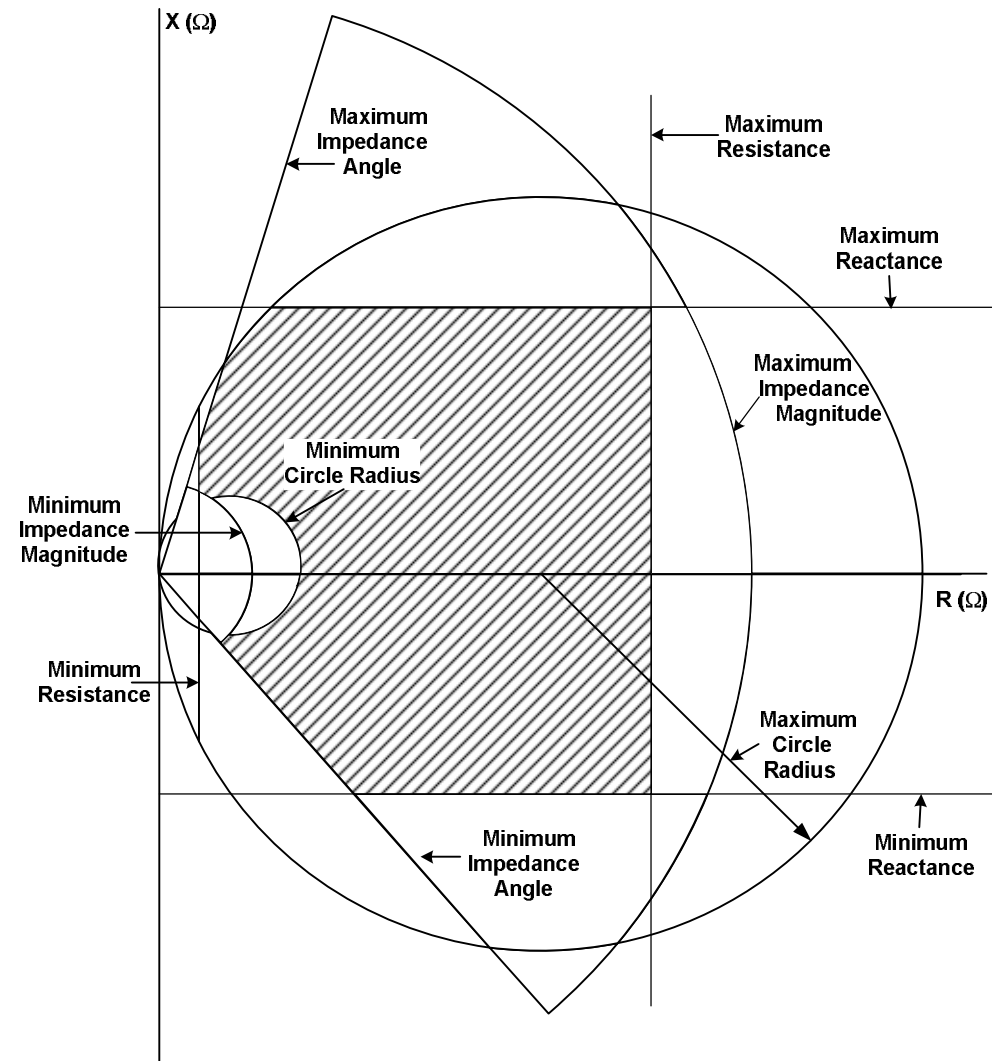 X (Ω)
Maximum
Impedance
Angle
Maximum
Resistance
Maximum
Reactance
Maximum
Impedance
Magnitude
Minimum
Circle Radius
Minimum
Impedance
Magnitude
R (Ω)
Minimum
Resistance
Maximum
Circle
Radius
Minimum
Impedance
Angle
Minimum
Reactance